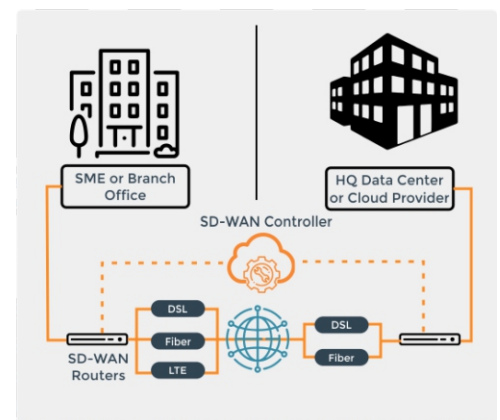 SME or Branch
Office
HQ Data Center
or Cloud Provider
SD-WAN Controller
DSL
Fiber
LTE
DSL
Fiber
SD-WAN
Routers